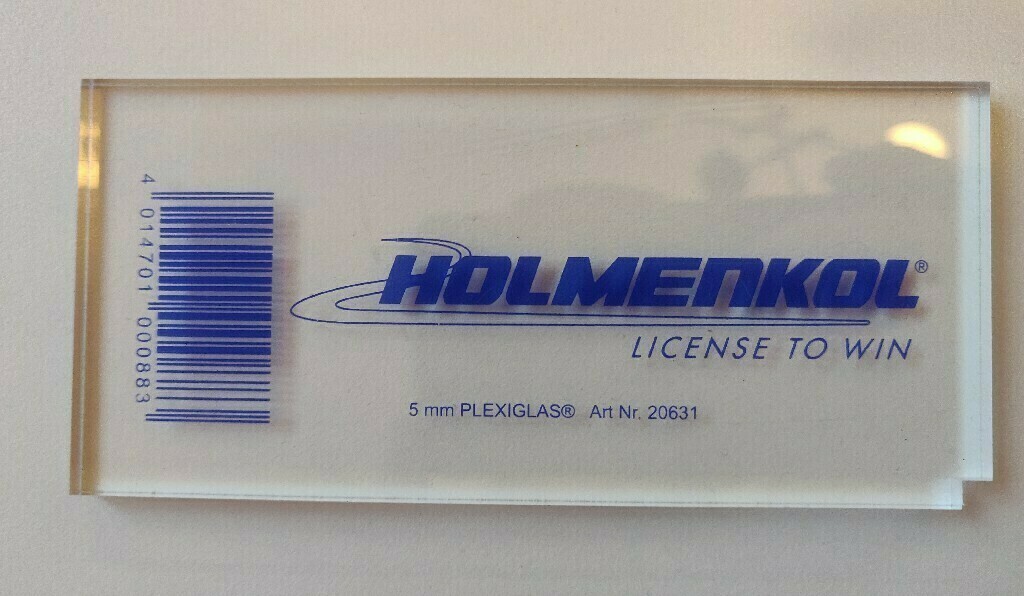 4 014701 000883
HOLMENKOL®
LICENSE TO WIN
5 mm PLEXIGLAS® Art Nr. 20631